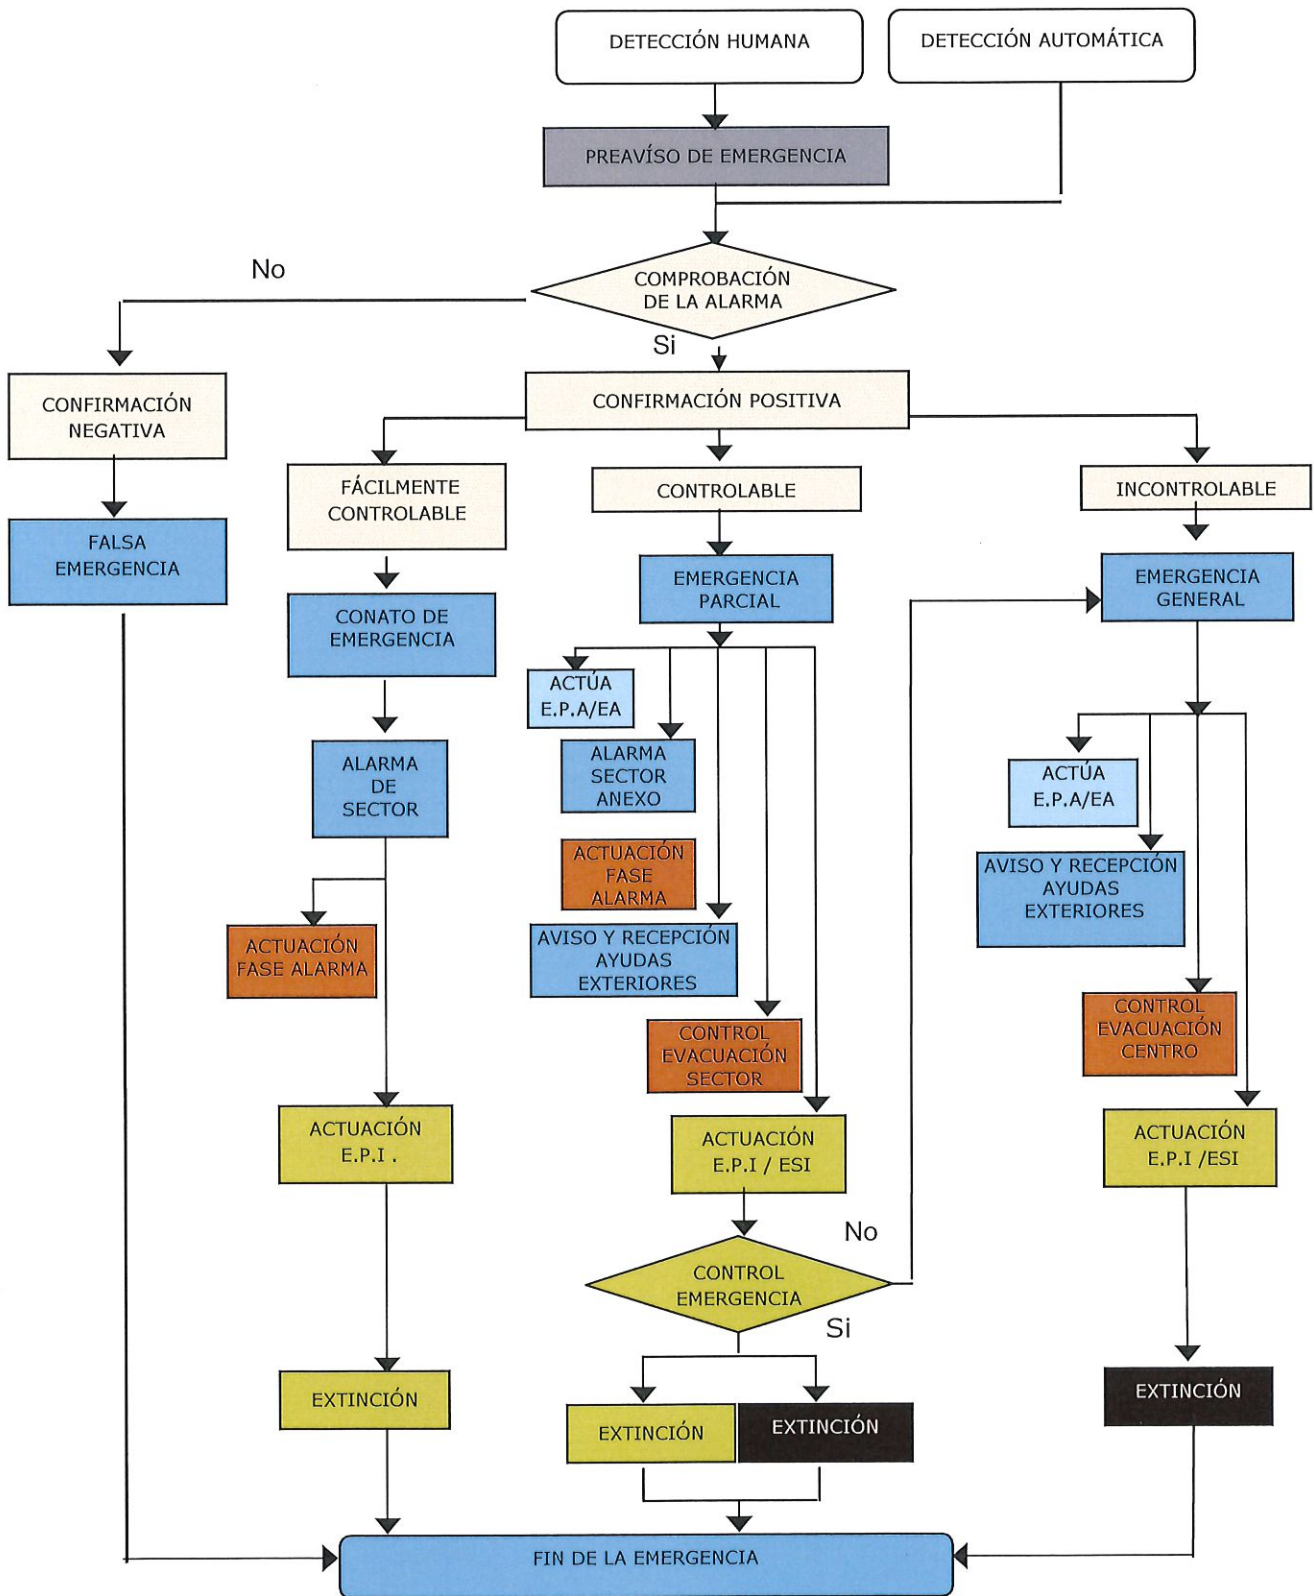 DETECCIÓN HUMANA
DETECCIÓN AUTOMÁTICA
PREAVÍSO DE EMERGENCIA
No
COMPROBACIÓN
DE LA ALARMA
Si
CONFIRMACIÓN
NEGATIVA
CONFIRMACIÓN POSITIVA
FÁCILMENTE
CONTROLABLE
CONTROLABLE
INCONTROLABLE
FALSA
EMERGENCIA
CONATO DE
EMERGENCIA
EMERGENCIA
PARCIAL
EMERGENCIA
GENERAL
ACTÚA
E.P.A/EA
ALARMA
DE
SECTOR
ALARMA
SECTOR
ANEXO
ACTÚA
E.P.A/EA
ACTUACIÓN
FASE
ALARMA
AVISO Y RECEPCIÓN
AYUDAS
EXTERIORES
ACTUACIÓN
FASE ALARMA
AVISO Y RECEPCIÓN
AYUDAS
EXTERIORES
CONTROL
EVACUACIÓN
SECTOR
CONTROL
EVACUACIÓN
CENTRO
ACTUACIÓN
E.P.I .
ACTUACIÓN
E.P.I / ESI
ACTUACIÓN
E.P.I /ESI
No
CONTROL
EMERGENCIA
Si
EXTINCIÓN
EXTINCIÓN
EXTINCIÓN
EXTINCIÓN
FIN DE LA EMERGENCIA